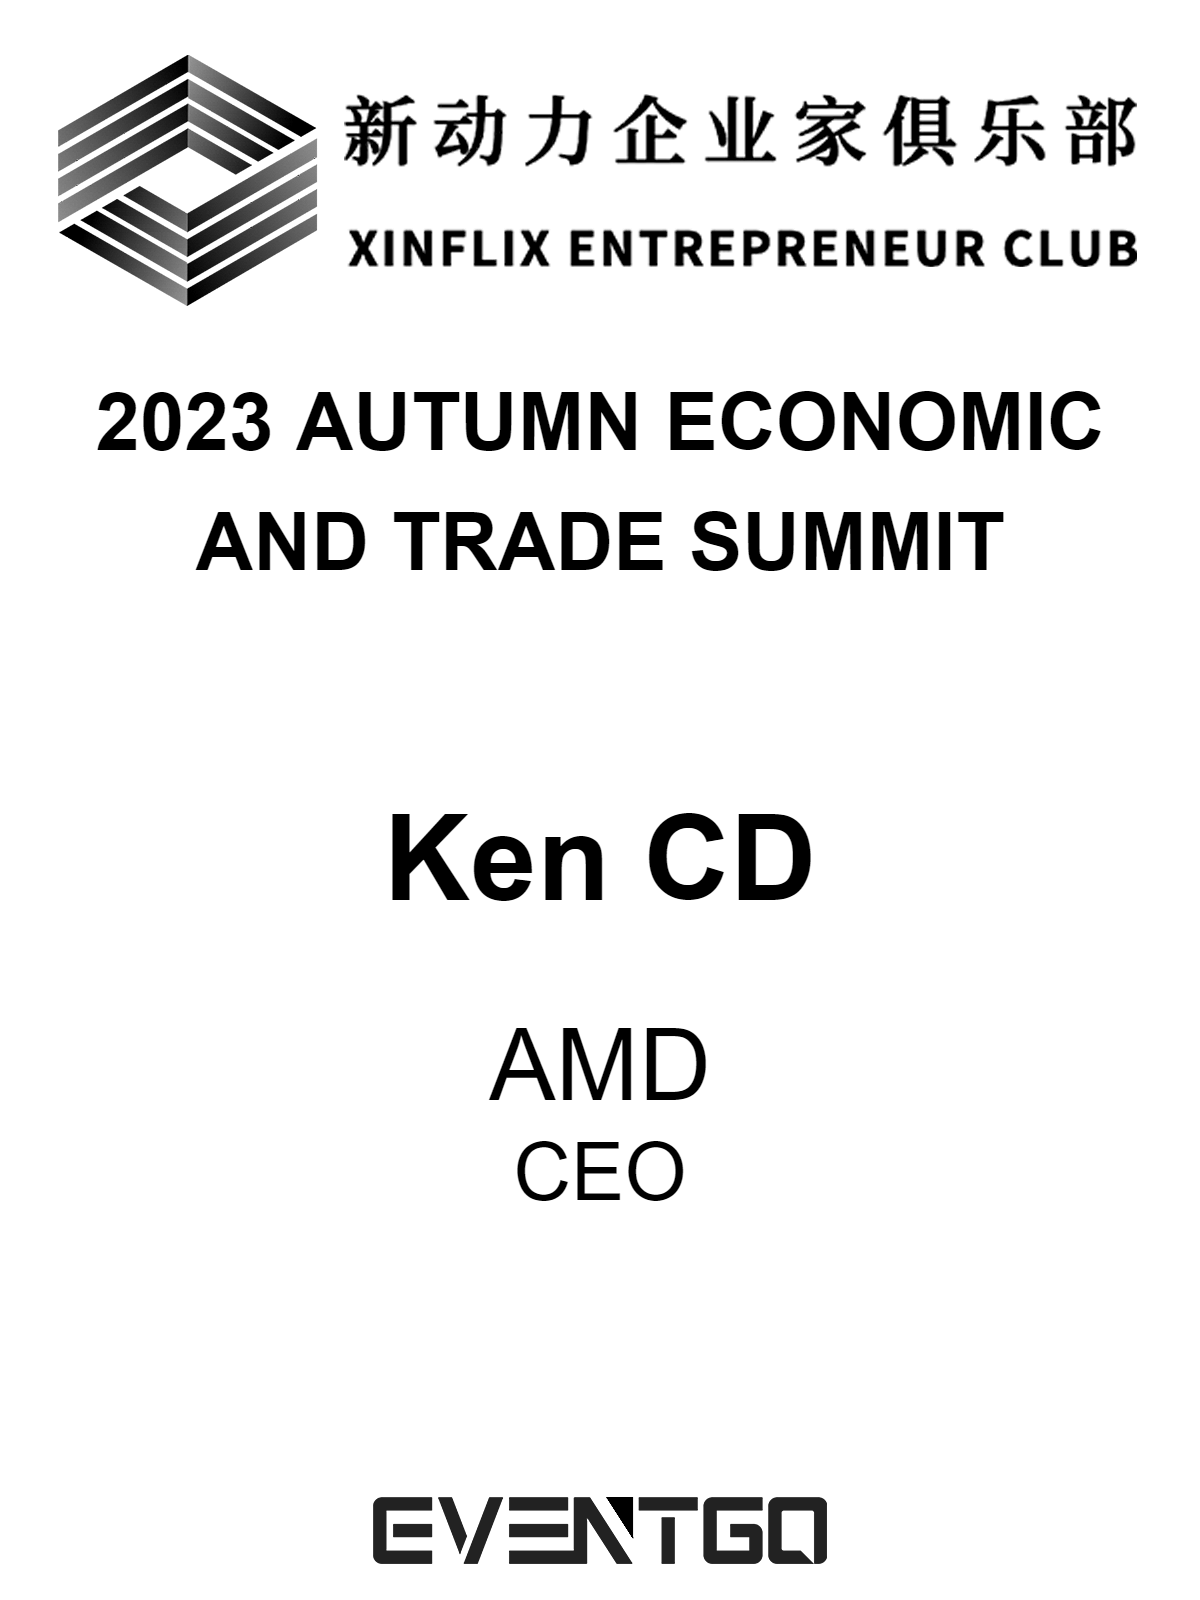 新动力企业家俱乐部
XINFLIX ENTREPRENEUR CLUB
2023 AUTUMN ECONOMIC
AND TRADE SUMMIT
Ken CD
AMD
CEO
EVENTGO